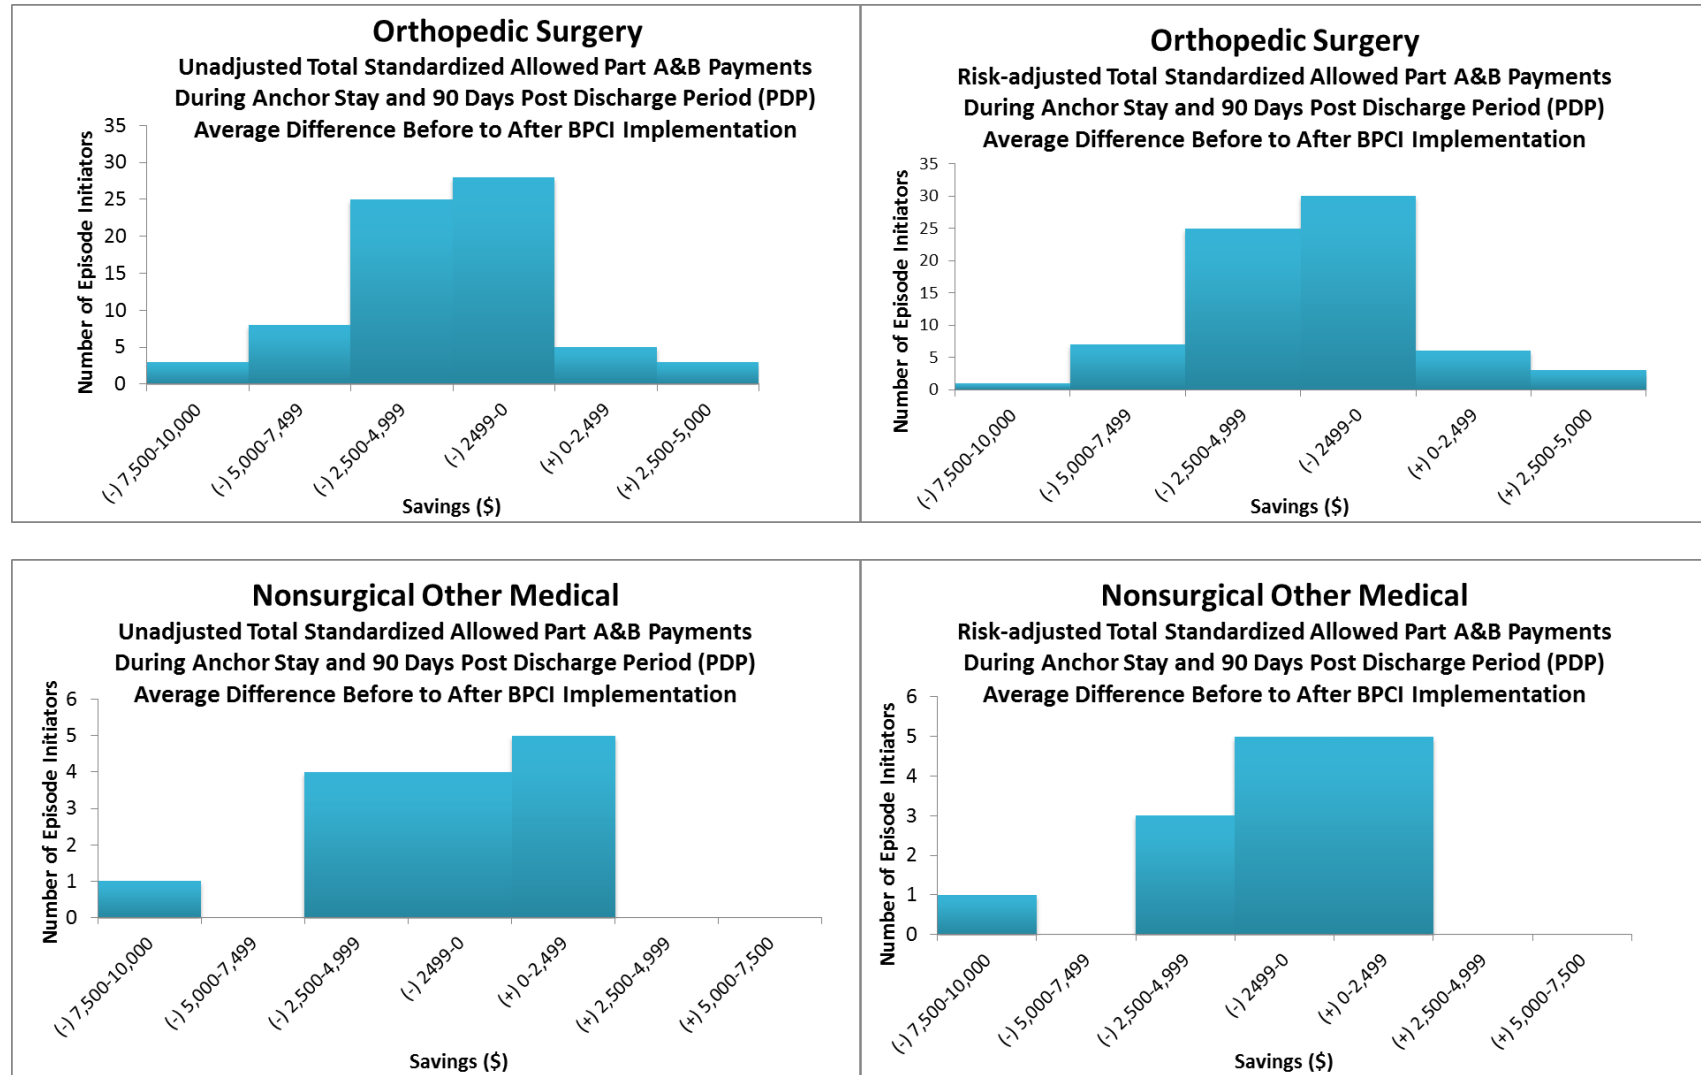 Orthopedic Surgery
Unadjusted Total Standardized Allowed Part A&B Payments
During Anchor Stay and 90 Days Post Discharge Period (PDP)
Average Difference Before to After BPCI Implementation
Number of Episode Initiators
35
30
25
20
15
10
5
0
(-) 7,500-10,000
(-) 5,000-7,499
(-) 2,500-4,999
(-) 2499-0
(+) 0-2,499
(+) 2,500-5,000
Savings ($)
Orthopedic Surgery
Risk-adjusted Total Standardized Allowed Part A&B Payments
During Anchor Stay and 90 Days Post Discharge Period (PDP)
Average Difference Before to After BPCI Implementation
Number of Episode Initiators
35
30
25
20
15
10
5
0
(-) 7,500-10,000
(-) 5,000-7,499
(-) 2,500-4,999
(-) 2499-0
(+) 0-2,499
(+) 2,500-5,000
Savings ($)
Nonsurgical Other Medical
Unadjusted Total Standardized Allowed Part A&B Payments
During Anchor Stay and 90 Days Post Discharge Period (PDP)
Average Difference Before to After BPCI Implementation
Number of Episode Initiators
6
5
4
3
2
1
0
(-) 7,500-10,000
(-) 5,000-7,499
(-) 2,500-4,999
(-) 2499-0
(+) 0-2,499
(+) 2,500-4,999
(+) 5,000-7,500
Savings ($)
Nonsurgical Other Medical
Risk-adjusted Total Standardized Allowed Part A&B Payments
During Anchor Stay and 90 Days Post Discharge Period (PDP)
Average Difference Before to After BPCI Implementation
Number of Episode Initiators
6
5
4
3
2
1
0
(-) 7,500-10,000
(-) 5,000-7,499
(-) 2,500-4,999
(-) 2499-0
(+) 0-2,499
(+) 2,500-4,999
(+) 5,000-7,500
Savings ($)